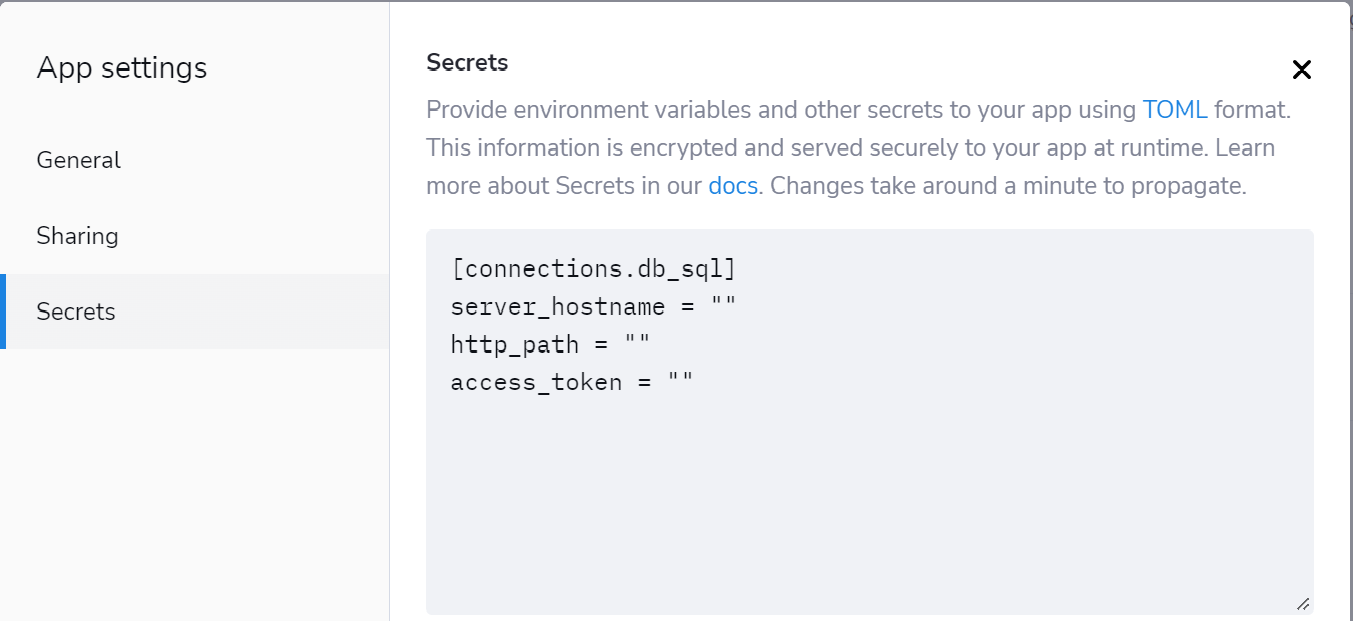 App settings
General
Sharing
Secrets
Secrets
Provide environment variables and other secrets to your app using TOML format.
This information is encrypted and served securely to your app at runtime. Learn
more about Secrets in our docs. Changes take around a minute to propagate.
[connections.db_sql]
server_hostname = ""
http_path = ""
access_token = ""